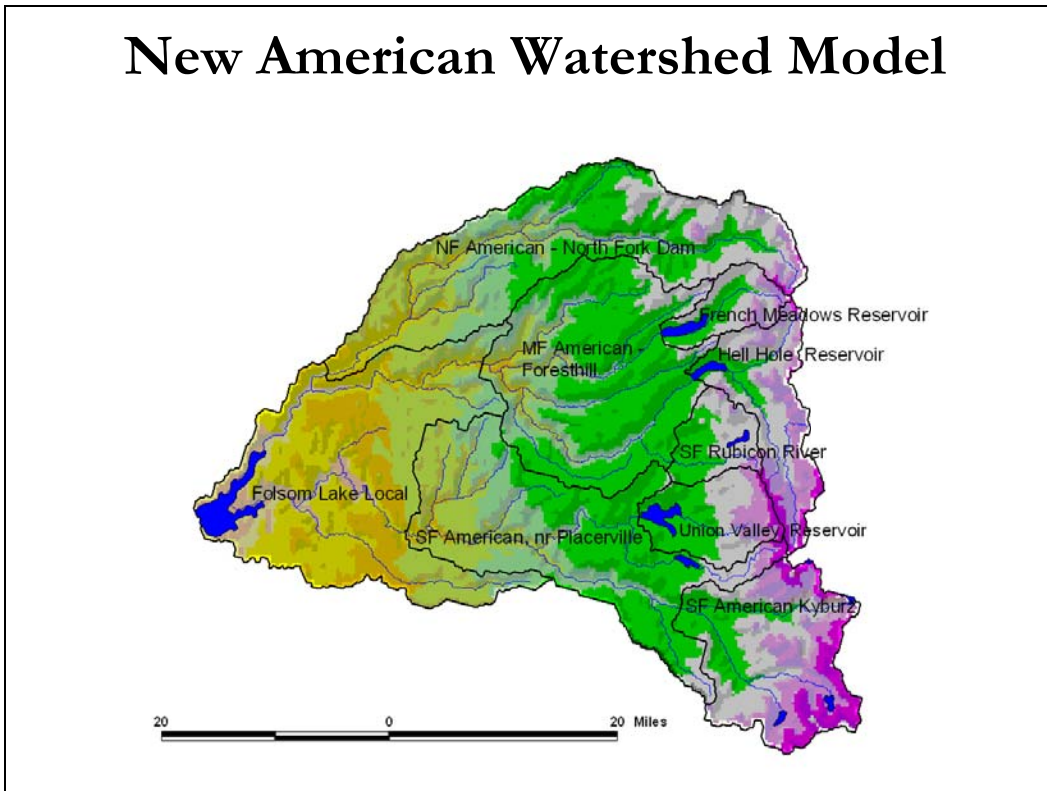 New American Watershed Model
NF American - North Fork Dam
French Meadows Reservoir
MF American -
Foresthill
Hell Hole Reservoir
SF Rubicon River
Folsom Lake Local
SF American, nr Placerville
Union Valley Reservoir
SF American Kyburz
20 0 20 Miles